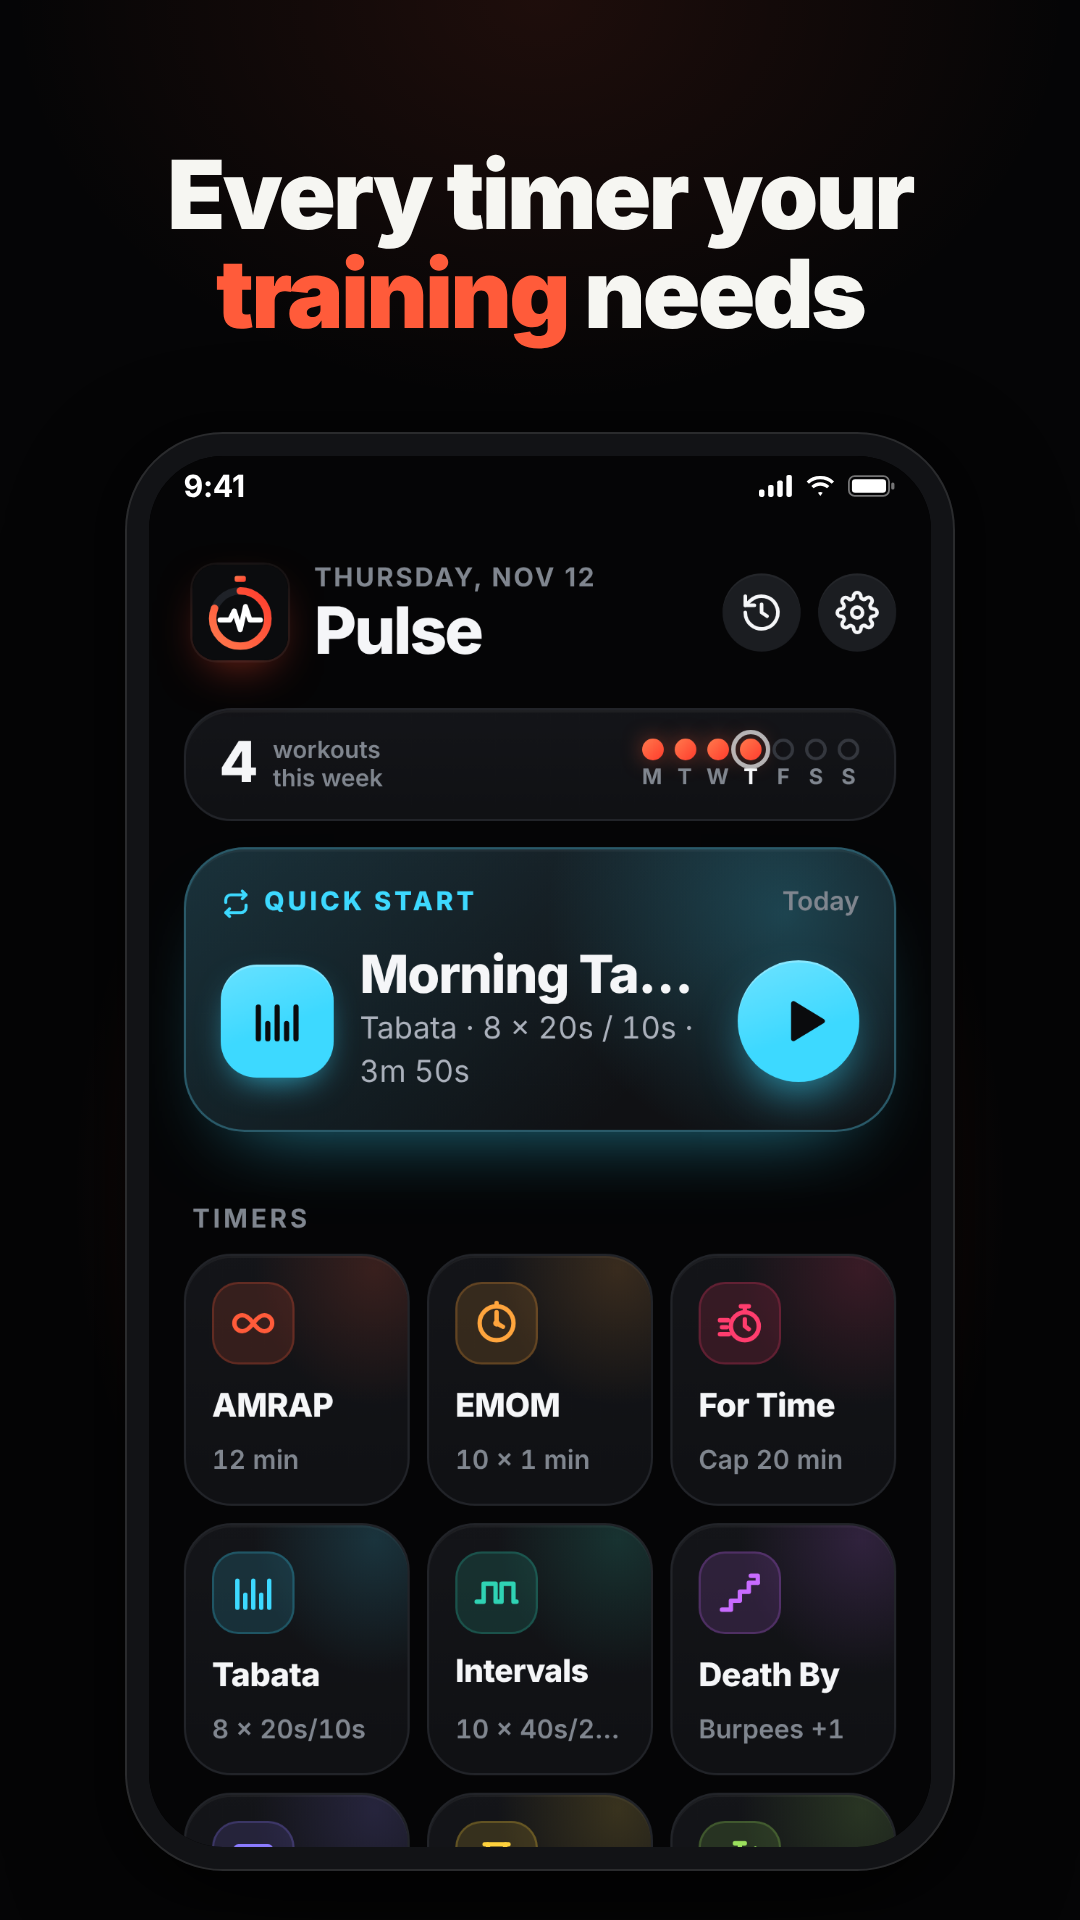 Every timer your
training needs
9:41
THURSDAY, NOV 12
Pulse
4
workouts
this week
M T W T F S S
QUICK START
Today
Morning Ta...
Tabata · 8 × 20s / 10s ·
3m 50s
TIMERS
AMRAP
12 min
EMOM
10 × 1 min
For Time
Cap 20 min
Tabata
8 × 20s/10s
Intervals
10 × 40s/2...
Death By
Burpees +1